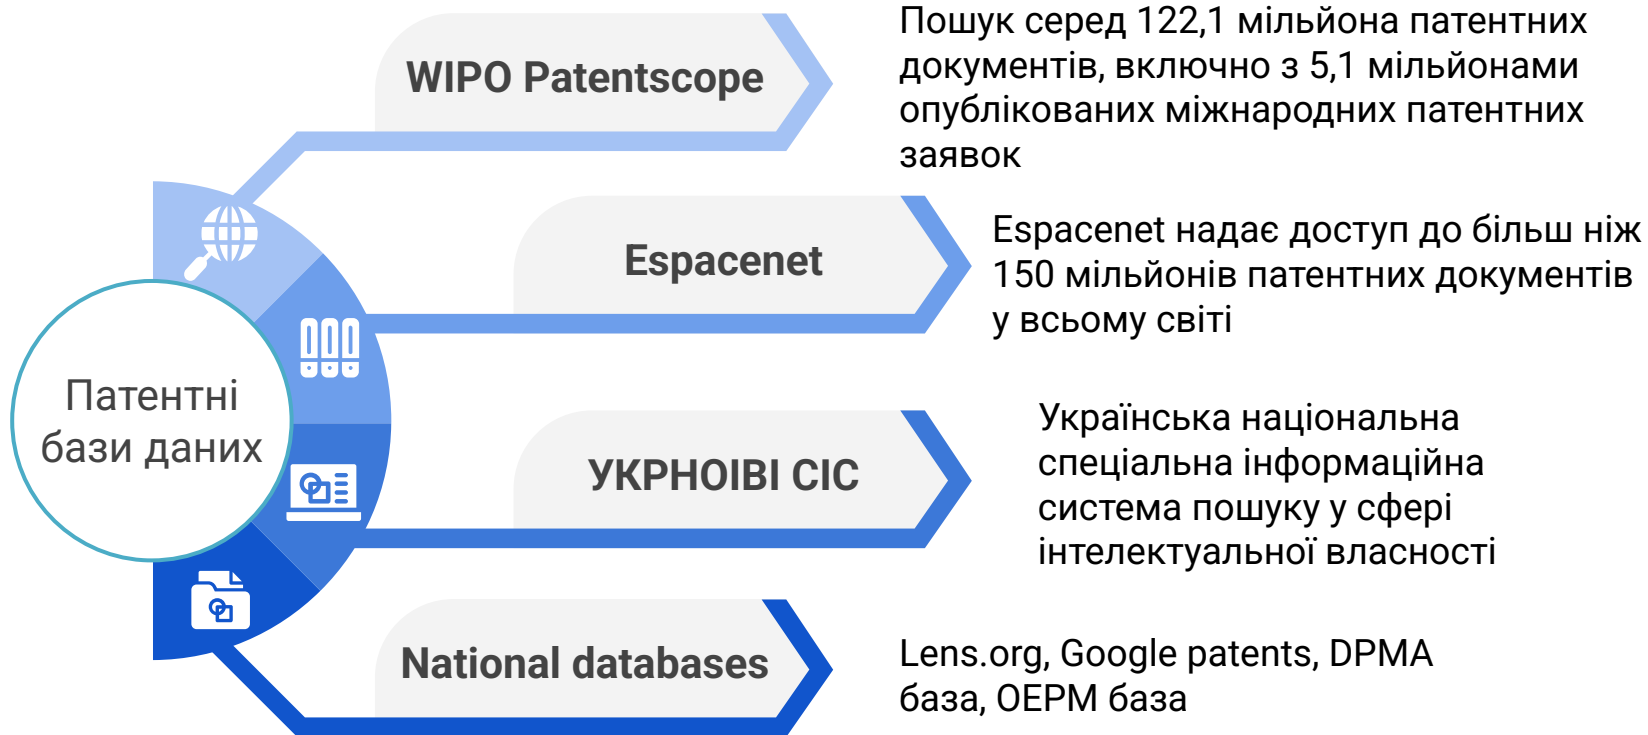 Патентні
бази даних
WIPO Patentscope
Пошук серед 122,1 мільйона патентних
документів, включно з 5,1 мільйонами
опублікованих міжнародних патентних
заявок
Espacenet
Espacenet надає доступ до більш ніж
150 мільйонів патентних документів
у всьому світі
УКРНОІВІ СІС
Українська національна
спеціальна інформаційна
система пошуку у сфері
інтелектуальної власності
National databases
Lens.org, Google patents, DPMA
база, OEPM база